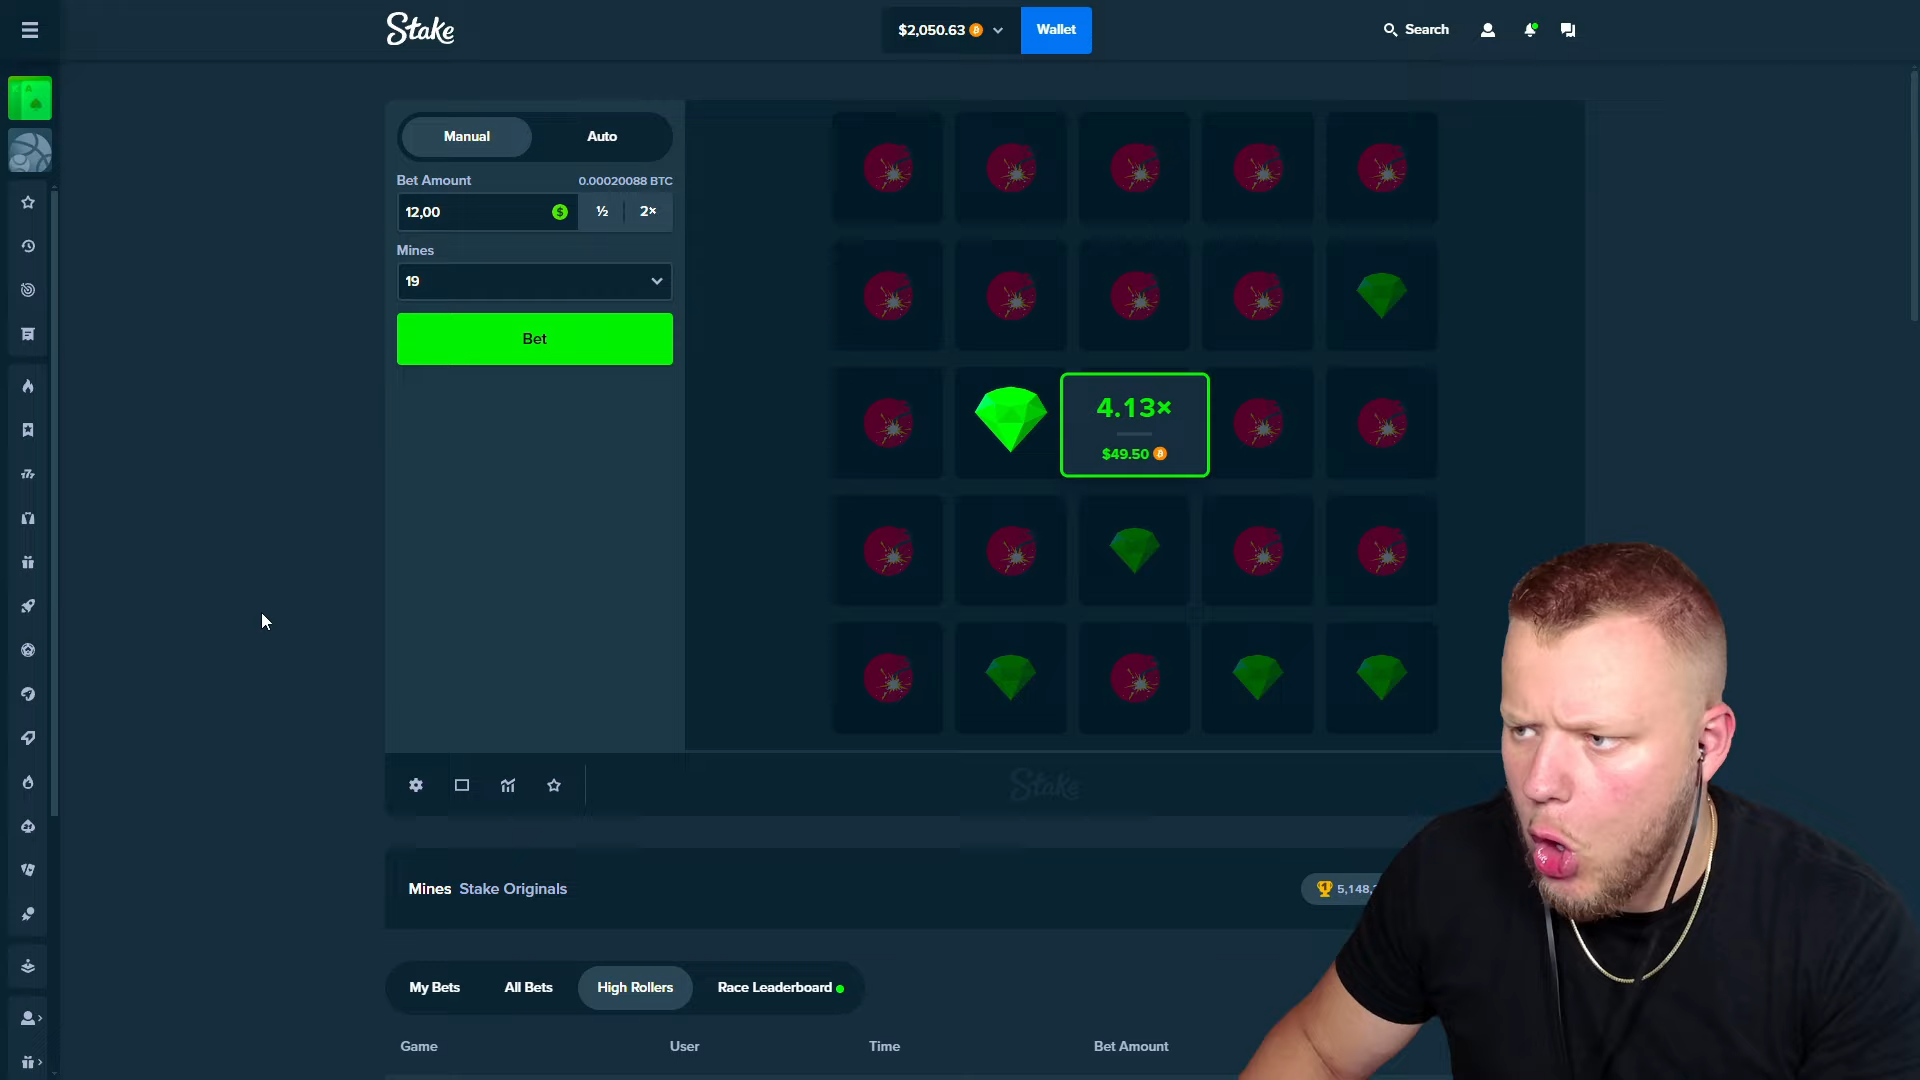 Stake
$2,050.63
Wallet
Search
Manual
Auto
Bet Amount
0.00020088 BTC
12,00
½
2×
Mines
19
Bet
4.13×
$49.50
Stake
Mines Stake Originals
5,148,
My Bets
All Bets
High Rollers
Race Leaderboard
Game
User
Time
Bet Amount